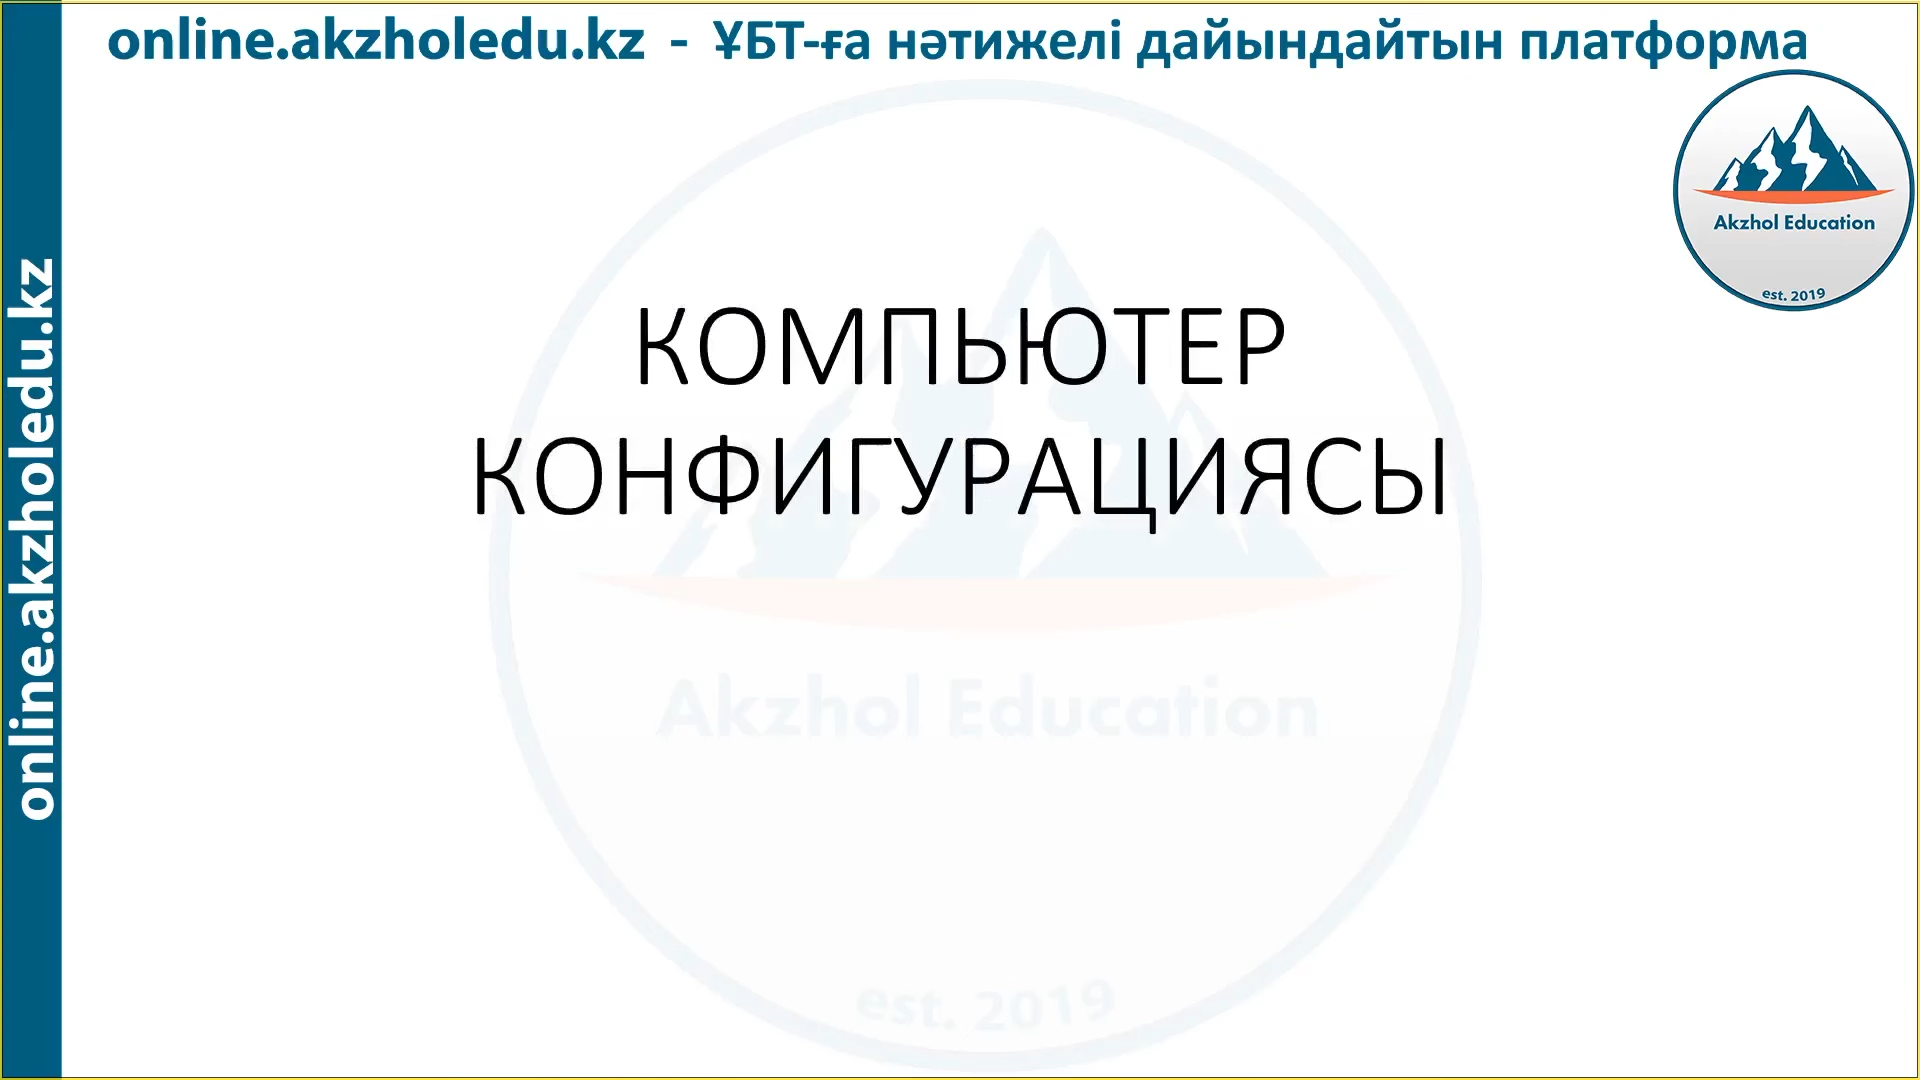 online.akzholedu.kz - ҰБТ-ға нәтижелі дайындайтын платформа
Akzhol Education
est. 2019
online.akzholedu.kz
КОМПЬЮТЕР
КОНФИГУРАЦИЯСЫ
Akzhol Education
est. 2019